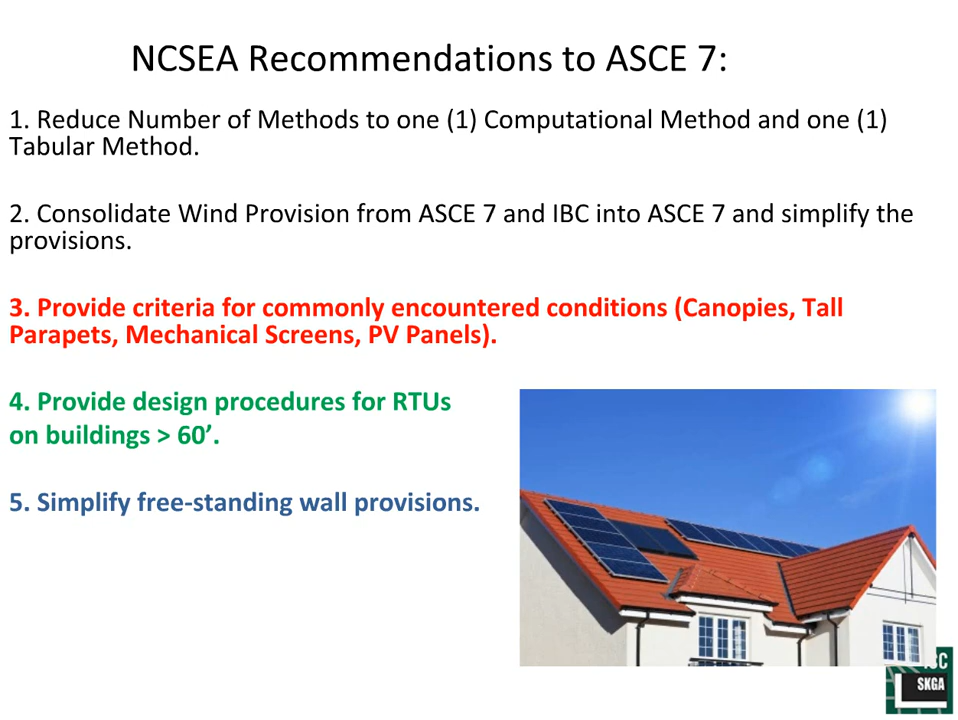 NCSEA Recommendations to ASCE 7:
1. Reduce Number of Methods to one (1) Computational Method and one (1)
Tabular Method.
2. Consolidate Wind Provision from ASCE 7 and IBC into ASCE 7 and simplify the
provisions.
3. Provide criteria for commonly encountered conditions (Canopies, Tall
Parapets, Mechanical Screens, PV Panels).
4. Provide design procedures for RTUs
on buildings > 60’.
5. Simplify free-standing wall provisions.
SKGA